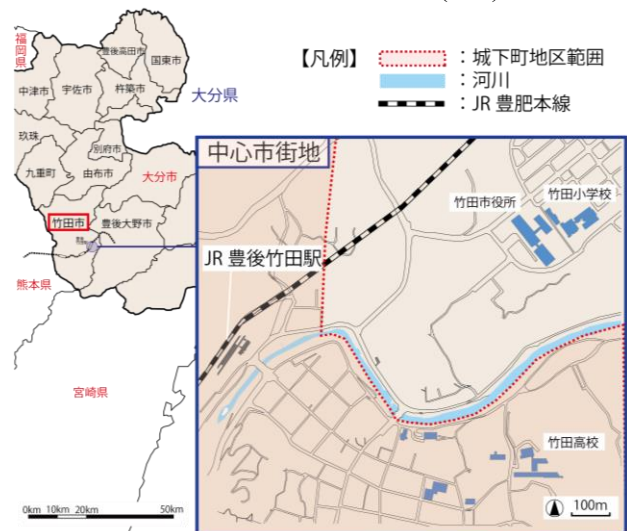 福岡県
豊後高田市
国東市
中津市
宇佐市
杵築市
大分県
玖珠
別府市
九重町
由布市
大分市
竹田市
豊後大野市
熊本県
宮崎県
0km 10km 20km 50km
【凡例】
：城下町地区範囲
：河川
：JR豊肥本線
中心市街地
竹田市役所
竹田小学校
JR豊後竹田駅
竹田高校
100m